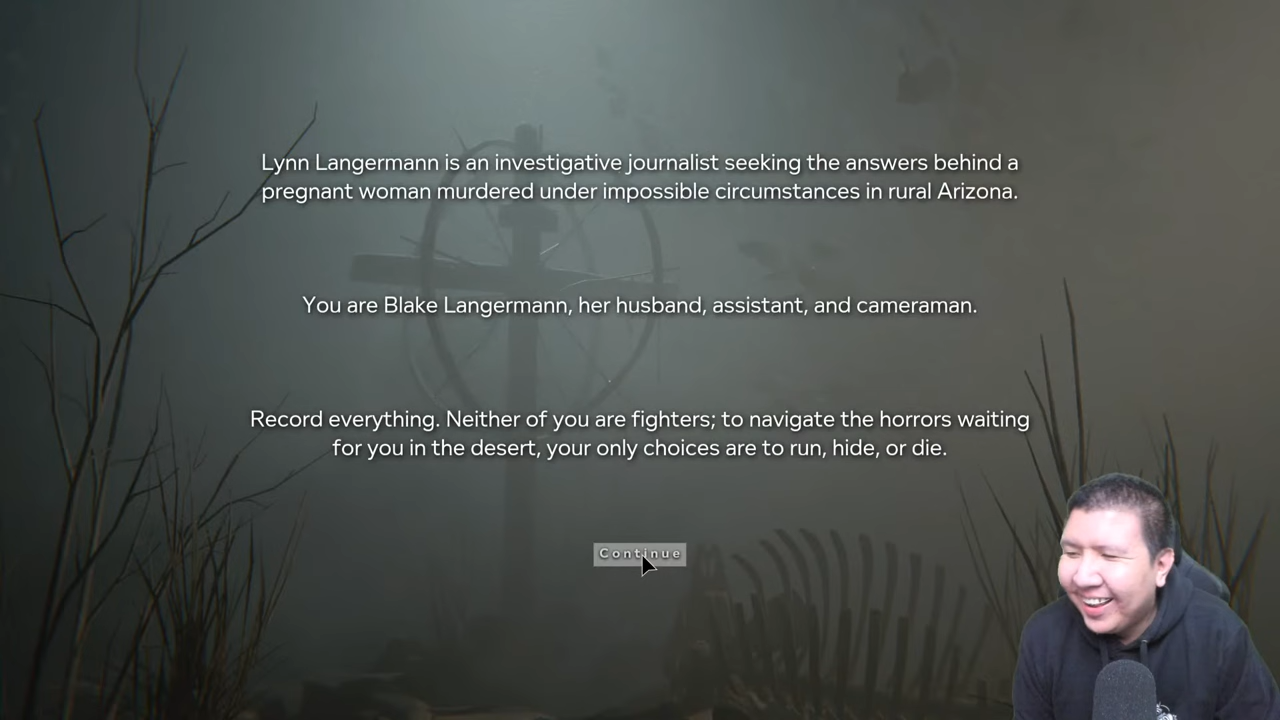 Lynn Langermann is an investigative journalist seeking the answers behind a
pregnant woman murdered under impossible circumstances in rural Arizona.
You are Blake Langermann, her husband, assistant, and cameraman.
Record everything. Neither of you are fighters; to navigate the horrors waiting
for you in the desert, your only choices are to run, hide, or die.
Continue